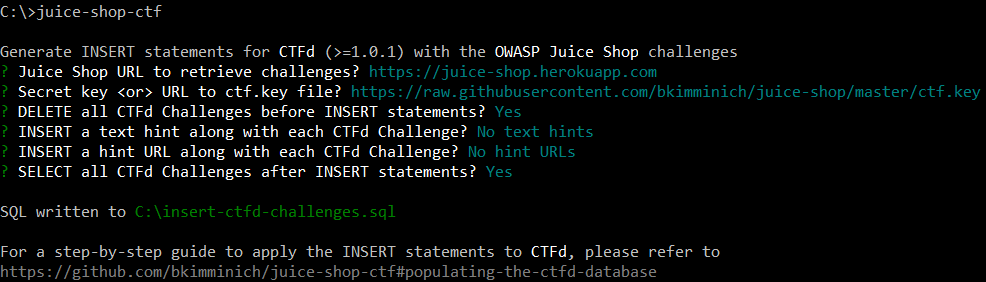 C:\>juice-shop-ctf
Generate INSERT statements for CTFd (>=1.0.1) with the OWASP Juice Shop challenges
? Juice Shop URL to retrieve challenges? https://juice-shop.herokuapp.com
? Secret key <or> URL to ctf.key file? https://raw.githubusercontent.com/bkimminich/juice-shop/master/ctf.key
? DELETE all CTFd Challenges before INSERT statements? Yes
? INSERT a text hint along with each CTFd Challenge? No text hints
? INSERT a hint URL along with each CTFd Challenge? No hint URLs
? SELECT all CTFd Challenges after INSERT statements? Yes
SQL written to C:\insert-ctfd-challenges.sql
For a step-by-step guide to apply the INSERT statements to CTFd, please refer to
https://github.com/bkimminich/juice-shop-ctf#populating-the-ctfd-database